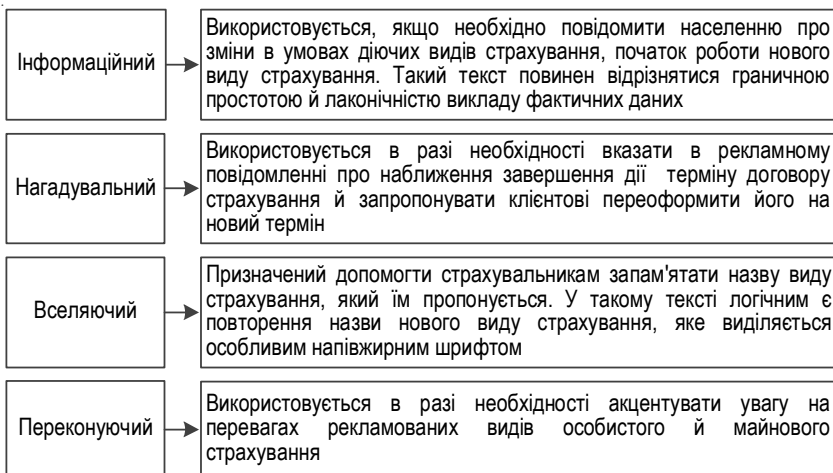 Інформаційний
Використовується, якщо необхідно повідомити населенню про
зміни в умовах діючих видів страхування, початок роботи нового
виду страхування. Такий текст повинен відрізнятися граничною
простотою й лаконічністю викладу фактичних даних
Нагадувальний
Використовується в разі необхідності вказати в рекламному
повідомленні про наближення завершення дії терміну договору
страхування й запропонувати клієнтові переоформити його на
новий термін
Вселяючий
Призначений допомогти страхувальникам запам'ятати назву виду
страхування, який їм пропонується. У такому тексті логічним є
повторення назви нового виду страхування, яке виділяється
особливим напівжирним шрифтом
Переконуючий
Використовується в разі необхідності акцентувати увагу на
перевагах рекламованих видів особистого й майнового
страхування